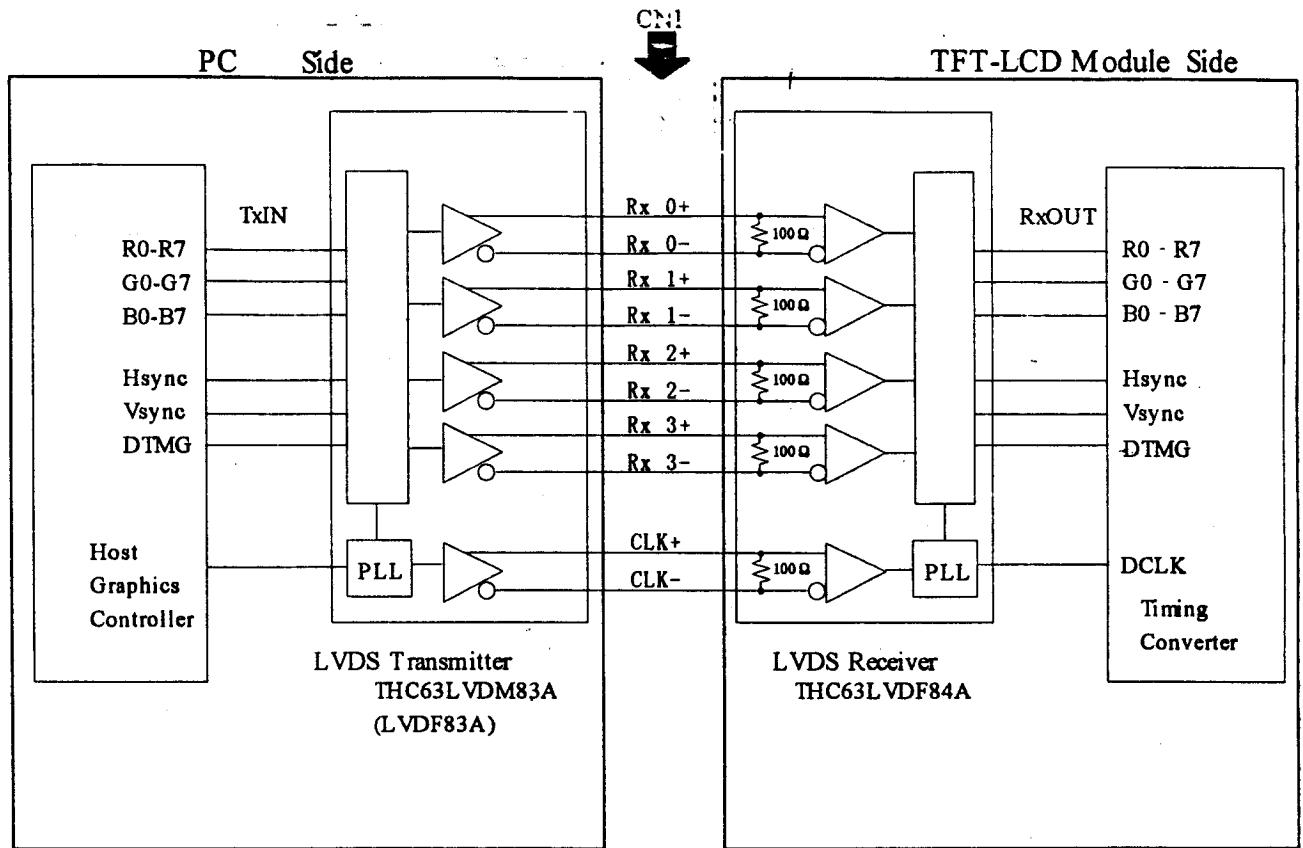 CN1
PC Side
TFT-LCD Module Side
TxIN
R0-R7
G0-G7
B0-B7
Hsync
Vsync
DTMG
Host
Graphics
Controller
PLL
LVDS Transmitter
THC63LVDM83A
(LVDF83A)
Rx 0+
Rx 0-
Rx 1+
Rx 1-
Rx 2+
Rx 2-
Rx 3+
Rx 3-
CLK+
CLK-
100Ω
100Ω
100Ω
100Ω
100Ω
PLL
LVDS Receiver
THC63LVDF84A
RxOUT
R0 - R7
G0 - G7
B0 - B7
Hsync
Vsync
DTMG
DCLK
Timing
Converter